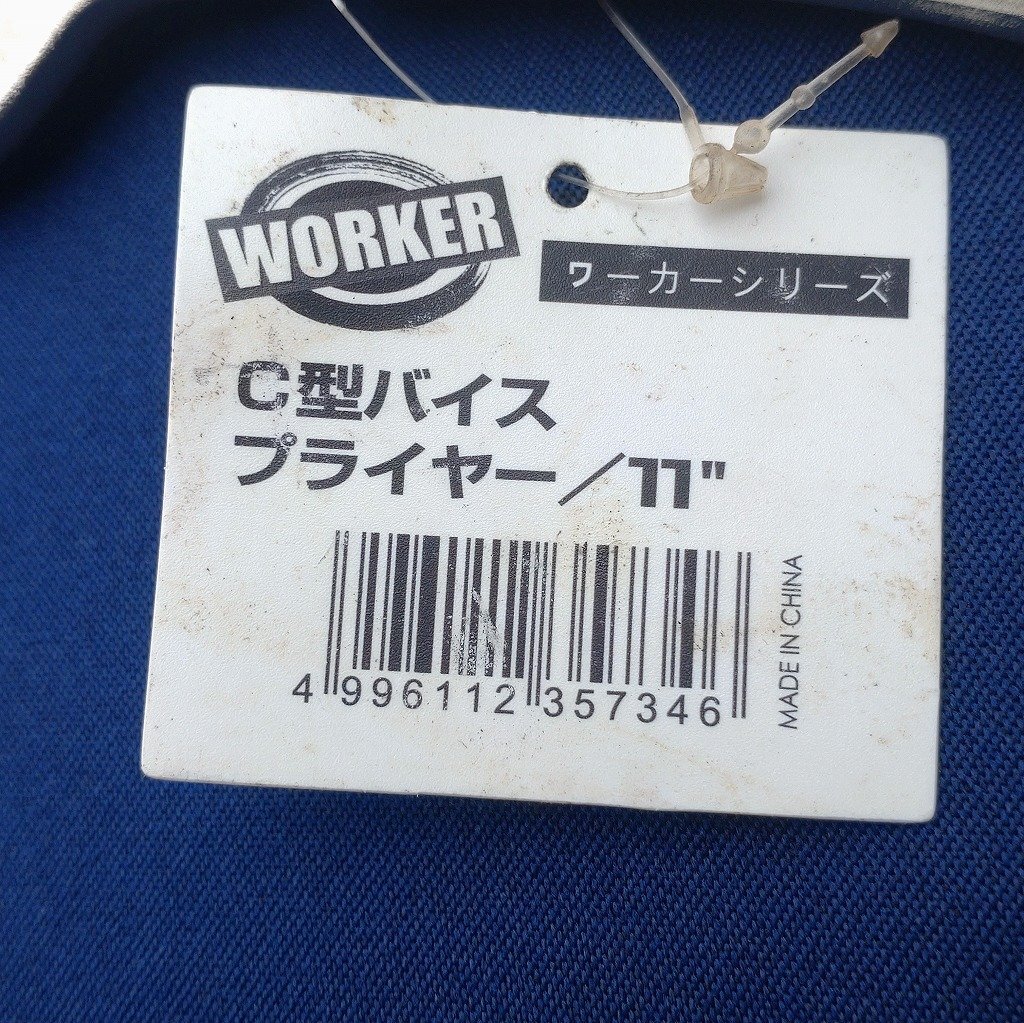 WORKER
ワーカーシリーズ
C型バイス
プライヤー／11"
4 996112 357346
MADE IN CHINA